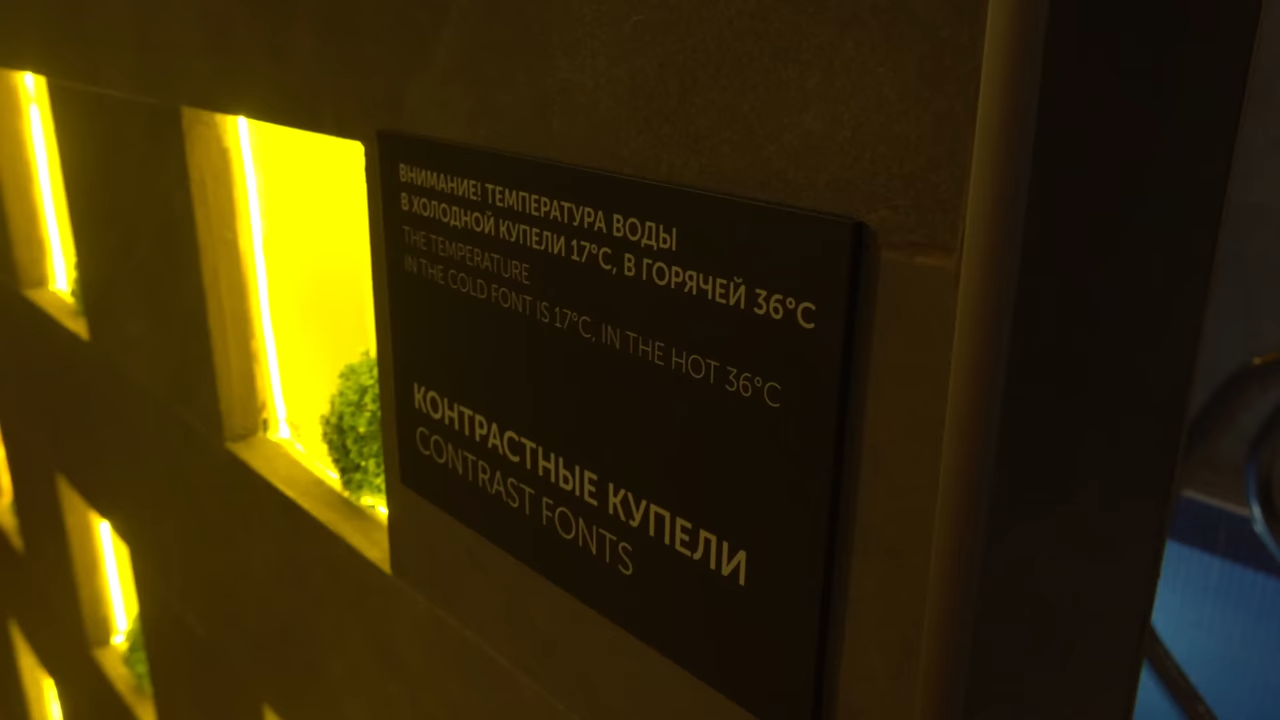 ВНИМАНИЕ! ТЕМПЕРАТУРА ВОДЫ
В ХОЛОДНОЙ КУПЕЛИ 17°C, В ГОРЯЧЕЙ 36°C
THE TEMPERATURE
IN THE COLD FONT IS 17°C, IN THE HOT 36°C
КОНТРАСТНЫЕ КУПЕЛИ
CONTRAST FONTS